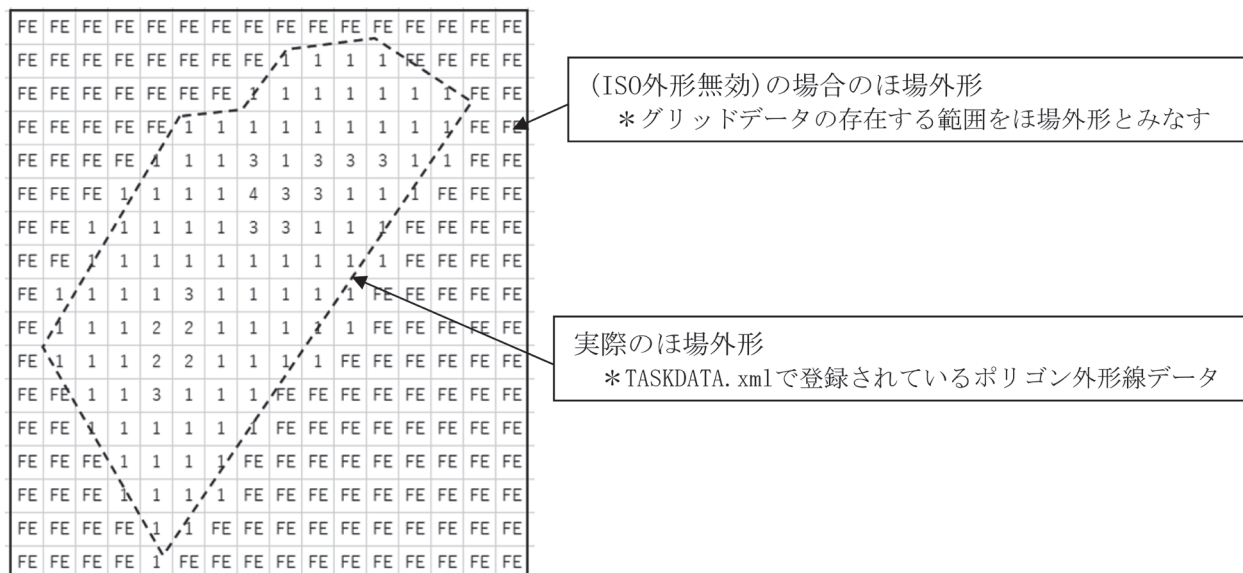 FE FE FE FE FE FE FE FE FE FE FE FE FE FE FE FE
FE FE FE FE FE FE FE FE 1 1 1 1 FE FE FE FE
FE FE FE FE FE FE FE 1 1 1 1 1 1 1 FE FE
FE FE FE FE FE 1 1 1 1 1 1 1 1 1 FE FE
FE FE FE FE 1 1 1 3 1 3 3 3 1 1 FE FE
FE FE FE 1 1 1 1 4 3 3 1 1 1 FE FE FE
FE FE 1 1 1 1 1 3 3 1 1 1 FE FE FE FE
FE FE 1 1 1 1 1 1 1 1 1 1 FE FE FE FE
FE 1 1 1 1 3 1 1 1 1 1 FE FE FE FE FE
FE 1 1 1 2 2 1 1 1 1 1 FE FE FE FE FE
FE 1 1 1 2 2 1 1 1 1 FE FE FE FE FE FE
FE FE 1 1 3 1 1 1 FE FE FE FE FE FE FE FE
FE FE 1 1 1 1 1 1 FE FE FE FE FE FE FE FE
FE FE FE 1 1 1 1 FE FE FE FE FE FE FE FE FE
FE FE FE 1 1 1 1 FE FE FE FE FE FE FE FE FE
FE FE FE FE 1 1 FE FE FE FE FE FE FE FE FE FE
FE FE FE FE 1 FE FE FE FE FE FE FE FE FE FE FE
(ISO外形無効)の場合のほ場外形
＊グリッドデータの存在する範囲をほ場外形とみなす
実際のほ場外形
＊TASKDATA.xmlで登録されているポリゴン外形線データ